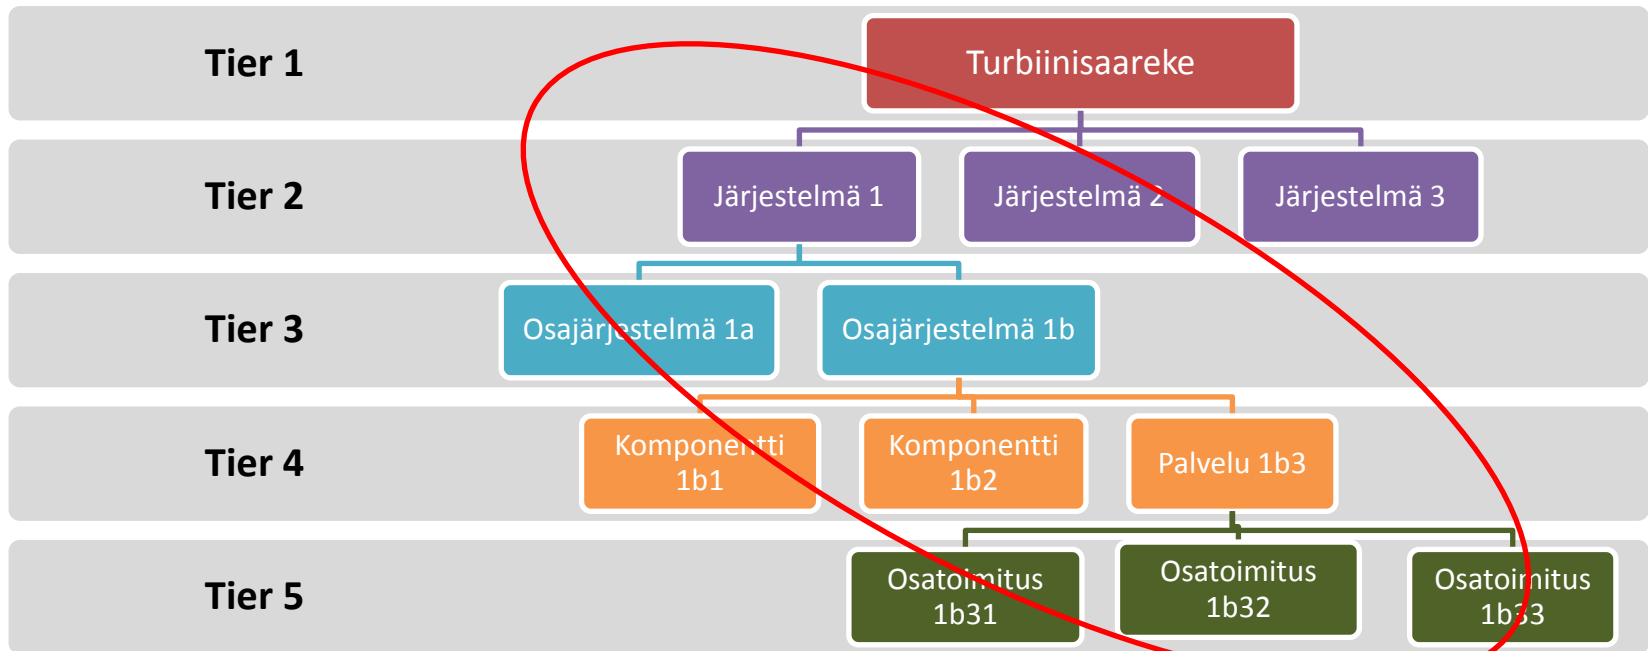 Tier 1
Turbiinisaareke
Tier 2
Järjestelmä 1
Järjestelmä 2
Järjestelmä 3
Tier 3
Osajärjestelmä 1a
Osajärjestelmä 1b
Tier 4
Komponentti
1b1
Komponentti
1b2
Palvelu 1b3
Tier 5
Osatoimitus
1b31
Osatoimitus
1b32
Osatoimitus
1b33